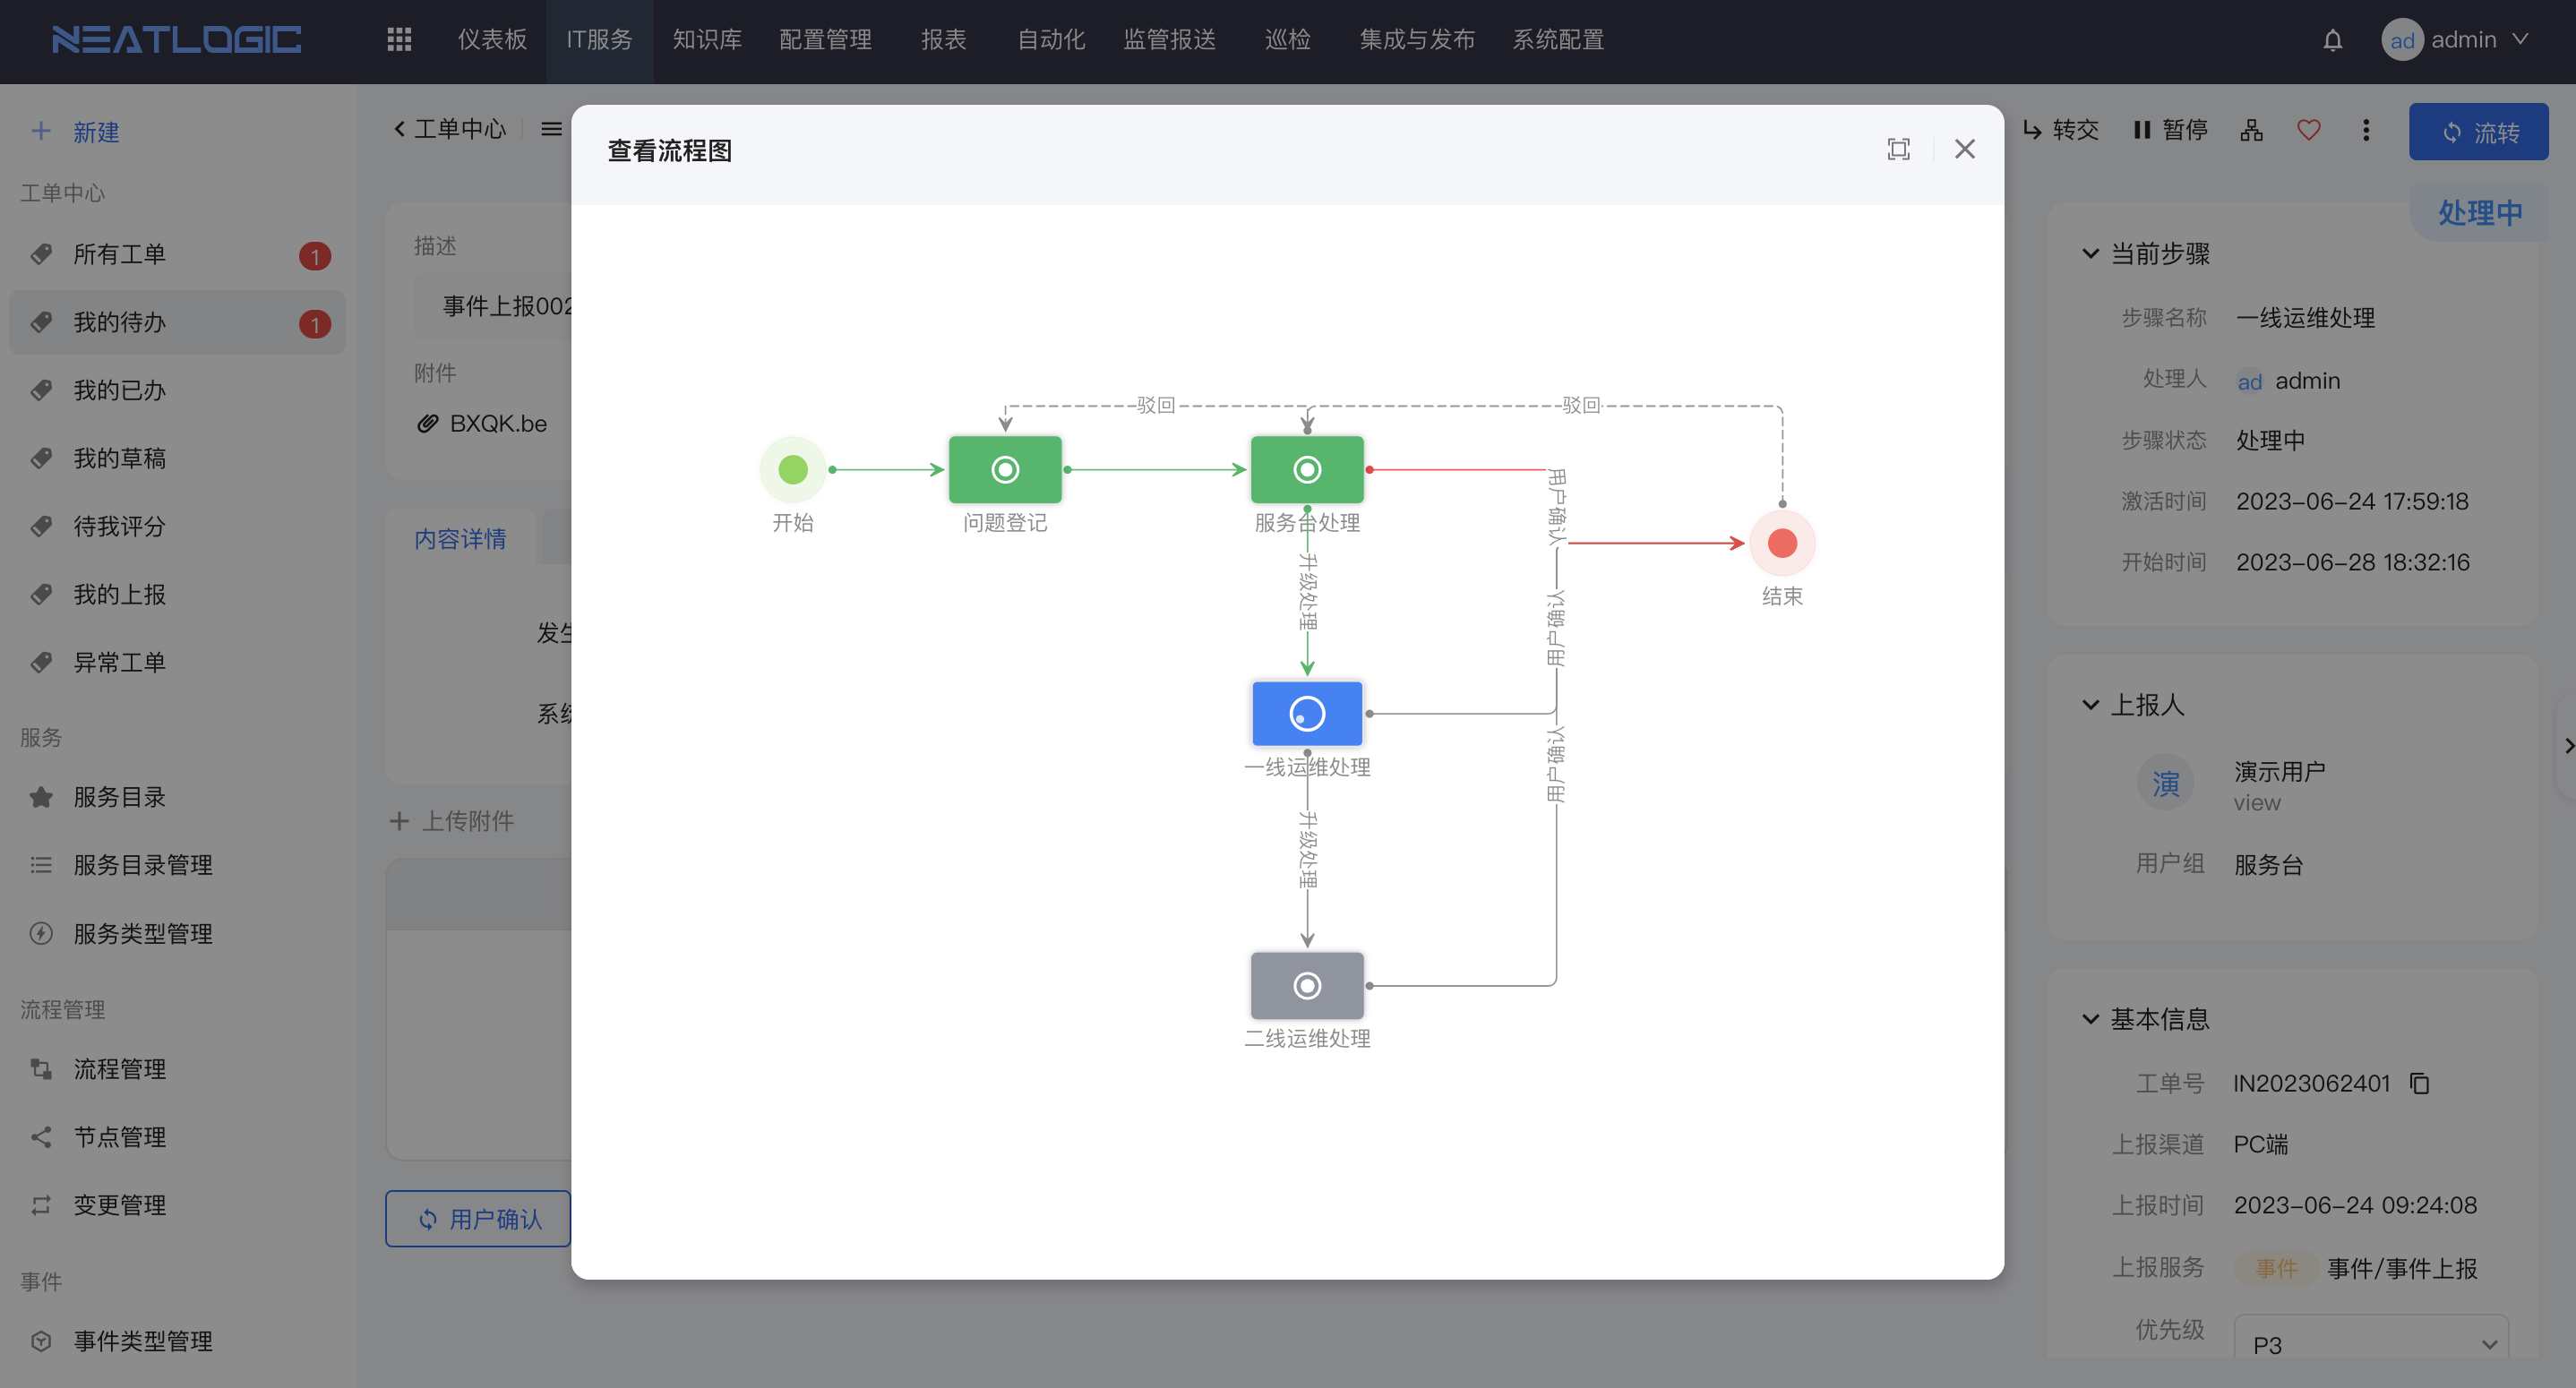 NEATLOGIC
仪表板 IT服务 知识库 配置管理 报表 自动化 监管报送 巡检 集成与发布 系统配置
ad admin
新建
工单中心
所有工单 1
我的待办 1
我的已办
我的草稿
待我评分
我的上报
异常工单
服务
服务目录
服务目录管理
服务类型管理
流程管理
流程管理
节点管理
变更管理
事件
事件类型管理
工单中心
描述
事件上报002
附件
BXQK.be
内容详情
上传附件
用户确认
查看流程图
驳回
驳回
开始
问题登记
服务台处理
用户确认
结束
升级处理
用户确认
一线运维处理
用户确认
升级处理
二线运维处理
转交 暂停 流转
处理中
当前步骤
步骤名称 一线运维处理
处理人 ad admin
步骤状态 处理中
激活时间 2023-06-24 17:59:18
开始时间 2023-06-28 18:32:16
上报人
演 演示用户
view
用户组 服务台
基本信息
工单号 IN2023062401
上报渠道 PC端
上报时间 2023-06-24 09:24:08
上报服务 事件 事件/事件上报
优先级 P3